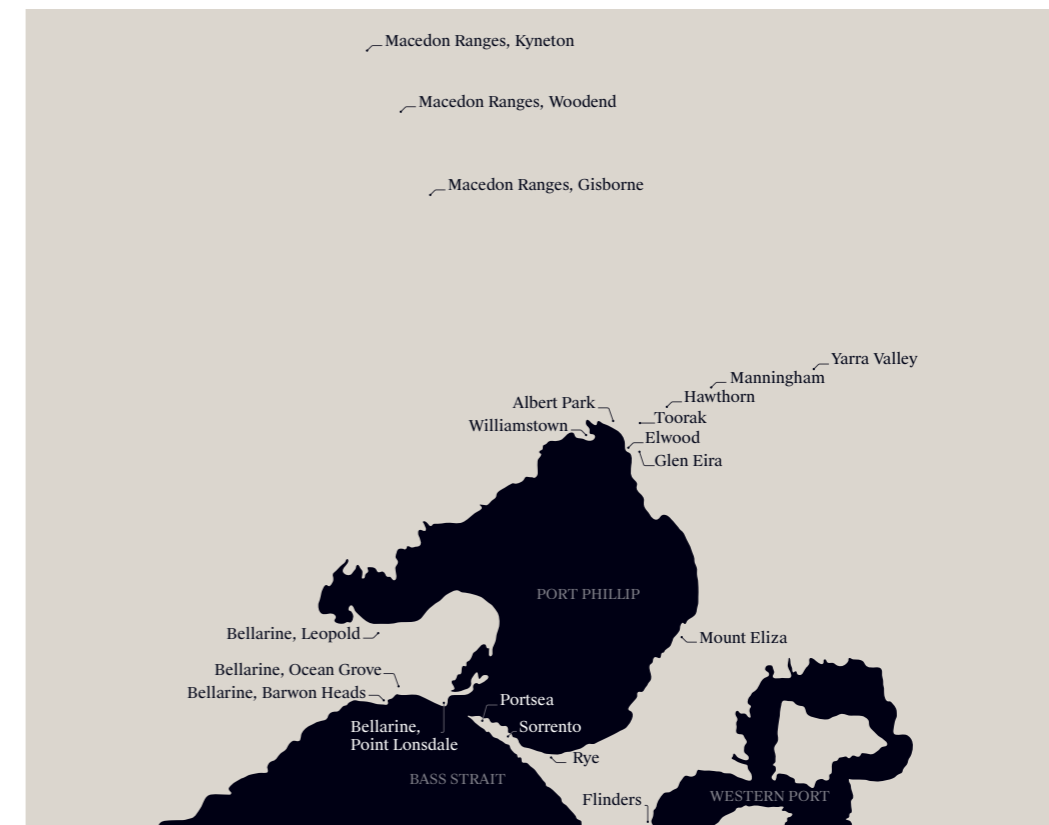 Macedon Ranges, Kyneton
Macedon Ranges, Woodend
Macedon Ranges, Gisborne
Yarra Valley
Manningham
Hawthorn
Albert Park
Toorak
Williamstown
Elwood
Glen Eira
PORT PHILLIP
Bellarine, Leopold
Mount Eliza
Bellarine, Ocean Grove
Bellarine, Barwon Heads
Portsea
Bellarine,
Point Lonsdale
Sorrento
Rye
BASS STRAIT
WESTERN PORT
Flinders